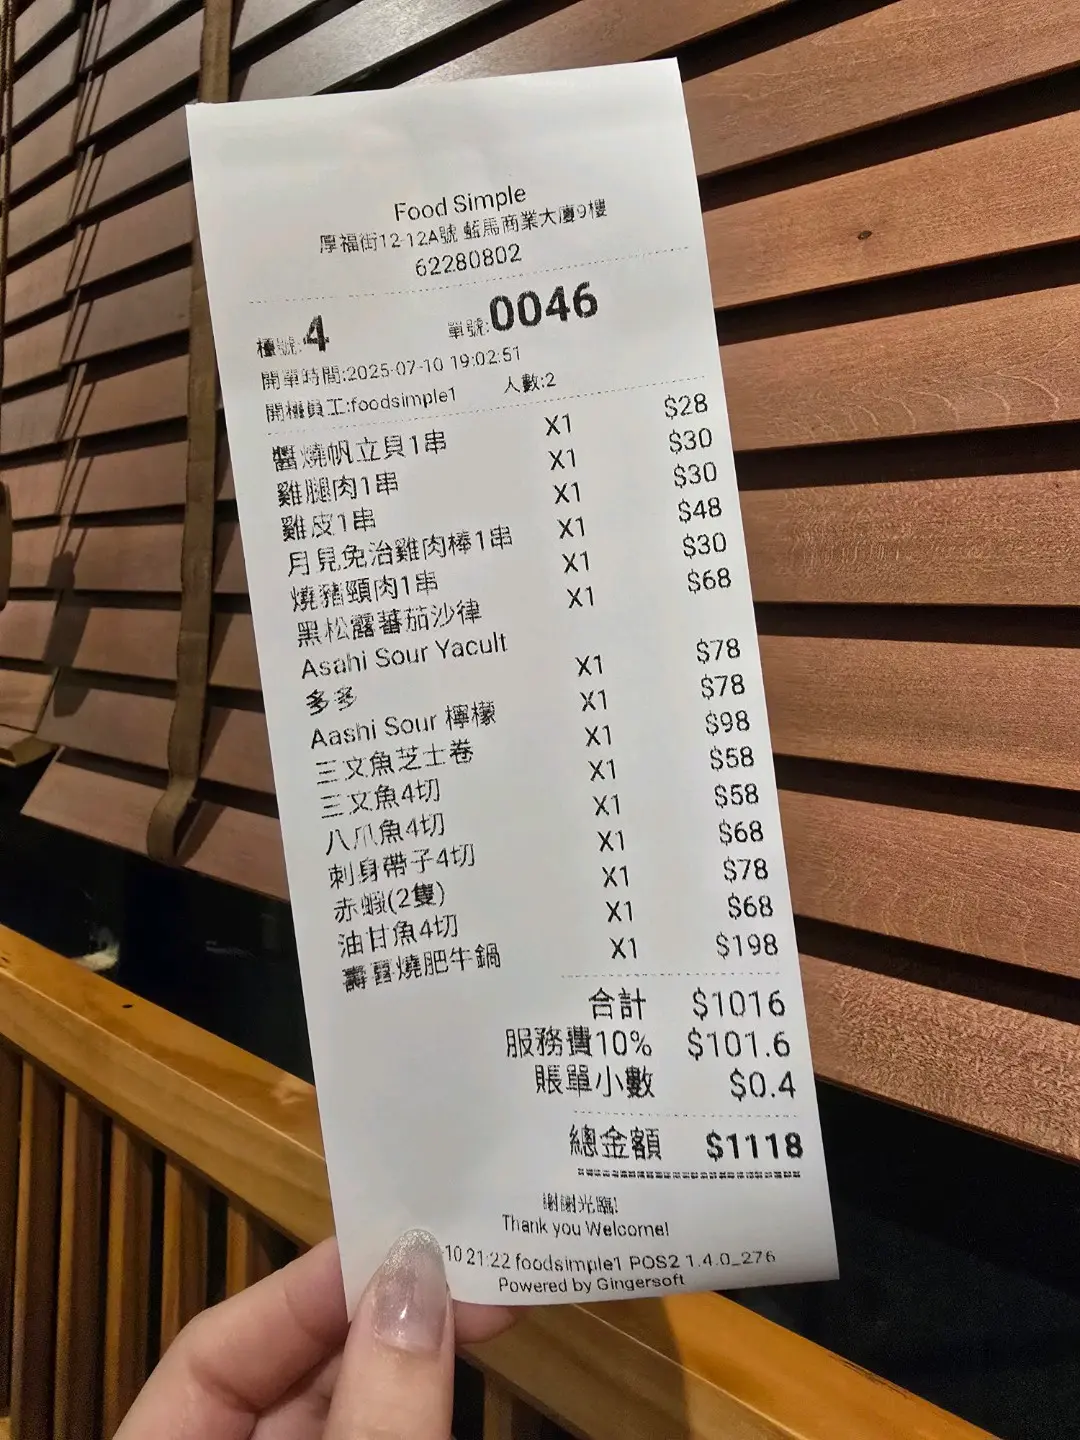 Food Simple
厚福街12-12A號 藍馬商業大廈9樓
62280802
檯號:4 單號:0046
開單時間:2025-07-10 19:02:51
開檯員工:foodsimple1 人數:2
醬燒帆立貝1串 X1 $28
雞腿肉1串 X1 $30
雞皮1串 X1 $30
月見免治雞肉棒1串 X1 $48
燒豬頸肉1串 X1 $30
黑松露蕃茄沙律 X1 $68
Asahi Sour Yacult
多多 X1 $78
Aashi Sour 檸檬 X1 $78
三文魚芝士卷 X1 $98
三文魚4切 X1 $58
八爪魚4切 X1 $58
刺身帶子4切 X1 $68
赤蝦(2隻) X1 $78
油甘魚4切 X1 $68
壽喜燒肥牛鍋 X1 $198
合計 $1016
服務費10% $101.6
賬單小數 $0.4
總金額 $1118
謝謝光臨!
Thank you Welcome!
10 21:22 foodsimple1 POS2 1.4.0_276
Powered by Gingersoft